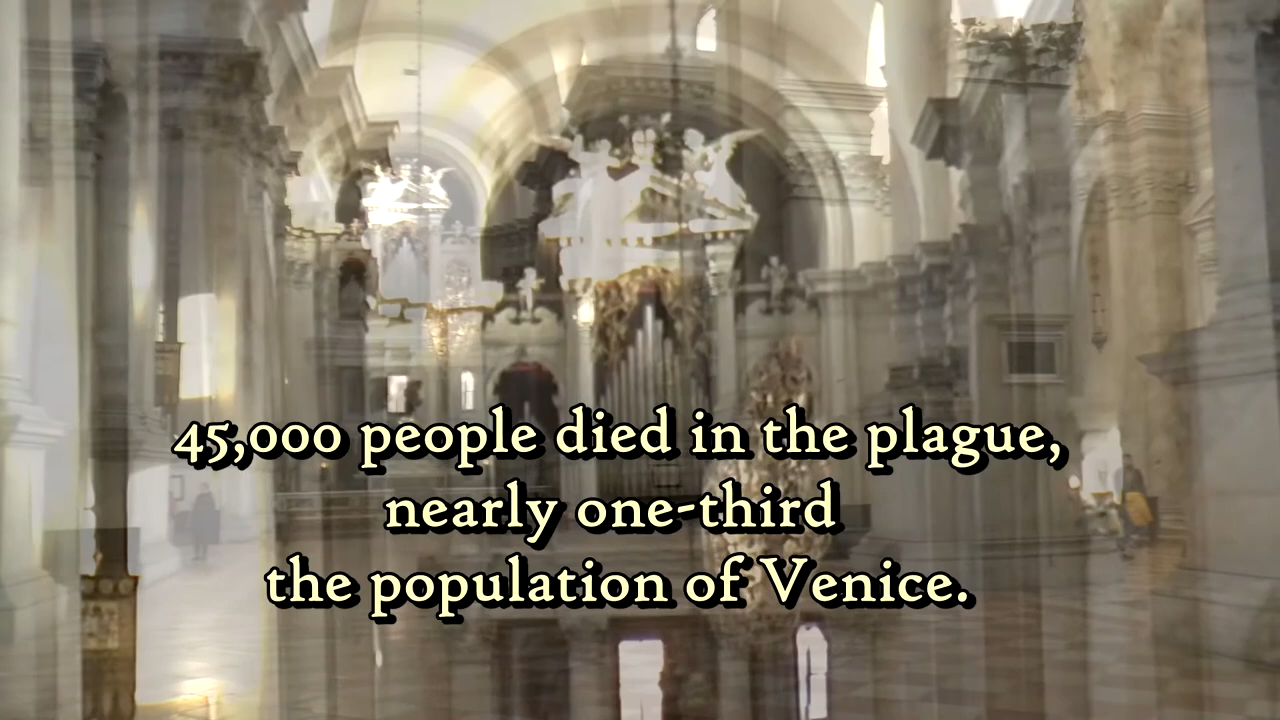 45,000 people died in the plague,
nearly one-third
the population of Venice.